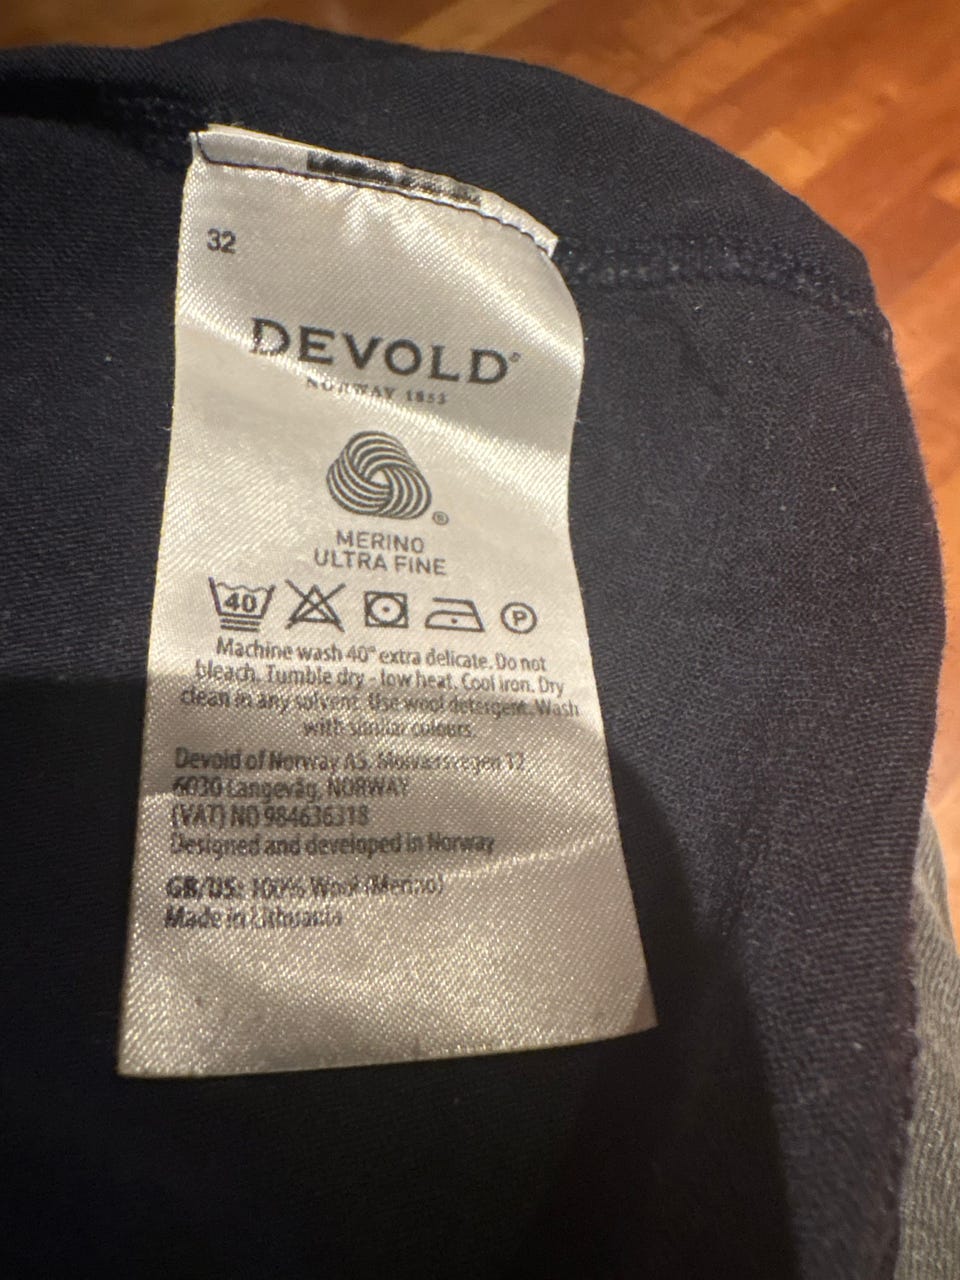 32
DEVOLD®
NORWAY 1853
®
MERINO
ULTRA FINE
40 P
Machine wash 40° extra delicate. Do not
bleach. Tumble dry - low heat. Cool iron. Dry
clean in any solvent. Use wool detergent. Wash
with similar colours.
Devold of Norway AS, 12
6030 Langevåg, NORWAY
(VAT) NO 984636318
Designed and developed in Norway
GB/US: 100% Wool (Merino)
Made in Lithuania